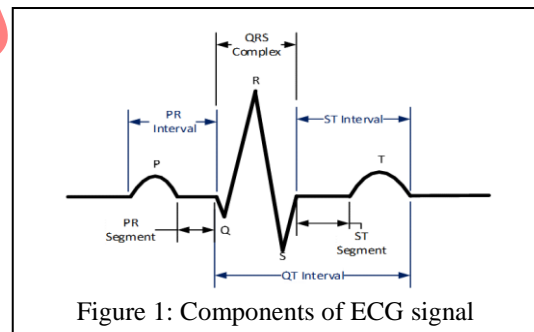 QRS
Complex
R
PR
Interval
ST Interval
P
T
PR
Segment
Q
S
ST
Segment
QT Interval
Figure 1: Components of ECG signal